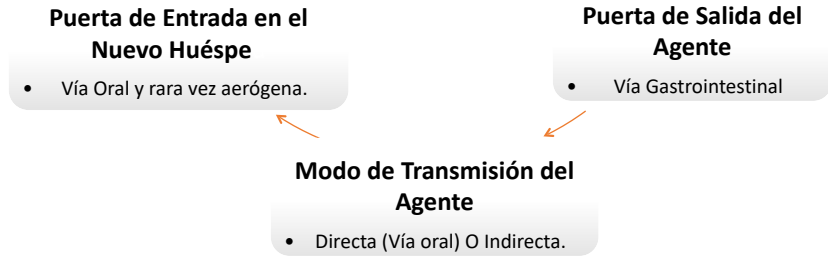 Puerta de Entrada en el
Nuevo Huéspe
• Vía Oral y rara vez aerógena.
Puerta de Salida del
Agente
• Vía Gastrointestinal
Modo de Transmisión del
Agente
• Directa (Vía oral) O Indirecta.